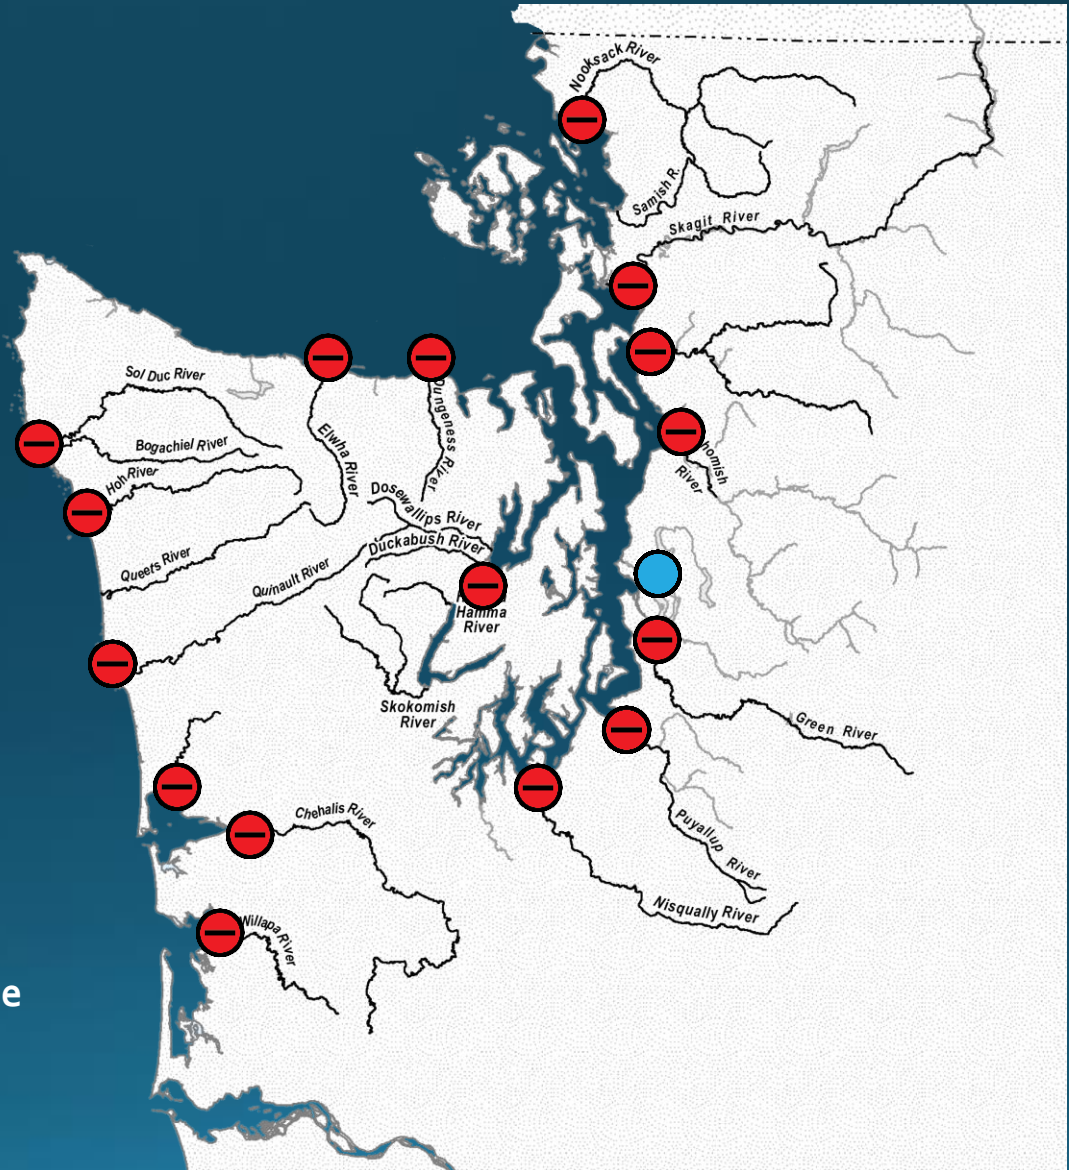 Nooksack River
Samish R.
Skagit River
Sol Duc River
Bogachiel River
Hoh River
Elwha River
Dungeness River
homish
River
Dosewallips River
Duckabush River
Queets River
Quinault River
Hamma
River
Skokomish
River
Green River
Chehalis River
Puyallup River
Nisqually River
Willapa River
e